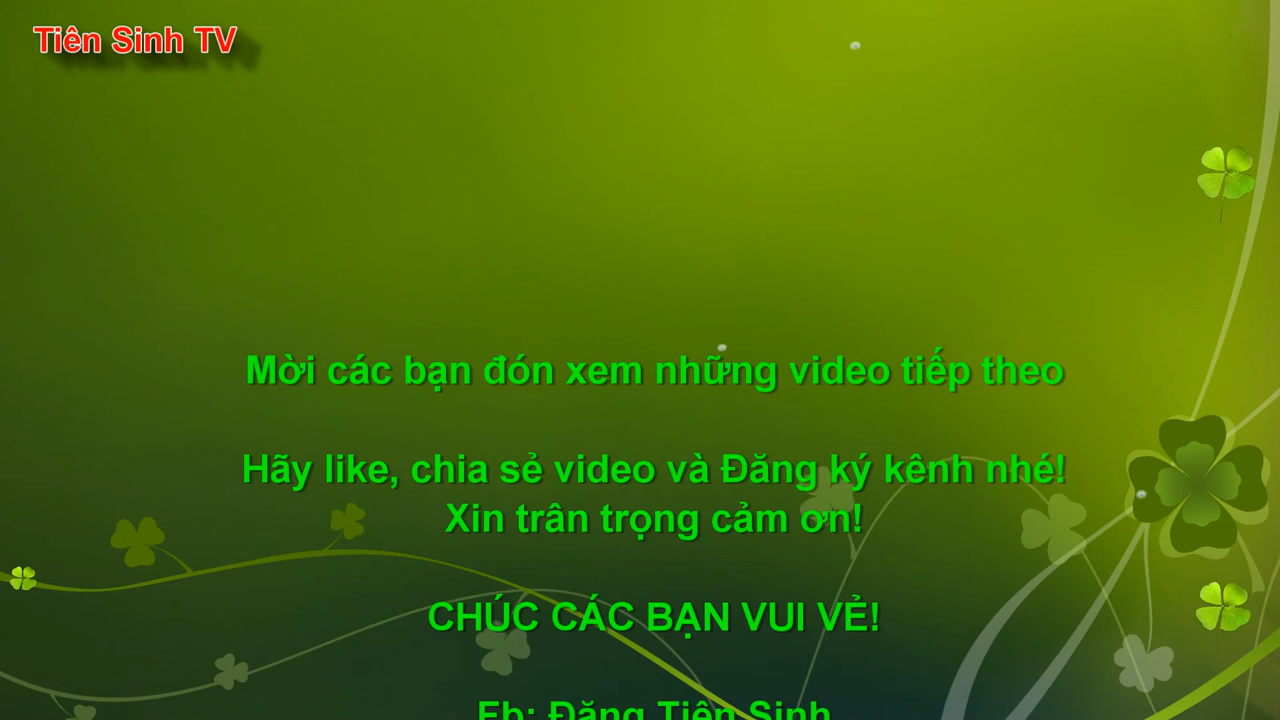 Tiên Sinh TV
Mời các bạn đón xem những video tiếp theo
Hãy like, chia sẻ video và Đăng ký kênh nhé!
Xin trân trọng cảm ơn!
CHÚC CÁC BẠN VUI VẺ!
Fb: Đăng Tiên Sinh